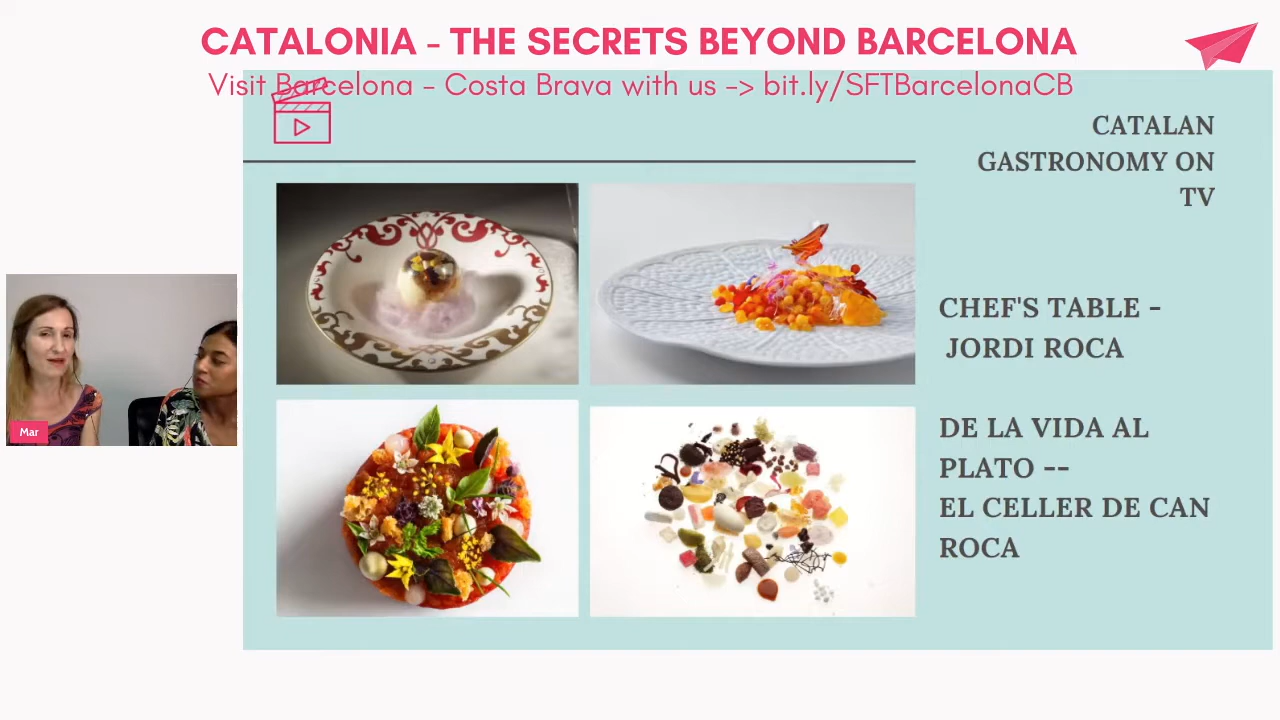 CATALONIA - THE SECRETS BEYOND BARCELONA
Visit Barcelona - Costa Brava with us -> bit.ly/SFTBarcelonaCB
CATALAN
GASTRONOMY ON
TV
CHEF'S TABLE -
JORDI ROCA
DE LA VIDA AL
PLATO --
EL CELLER DE CAN
ROCA
Mar